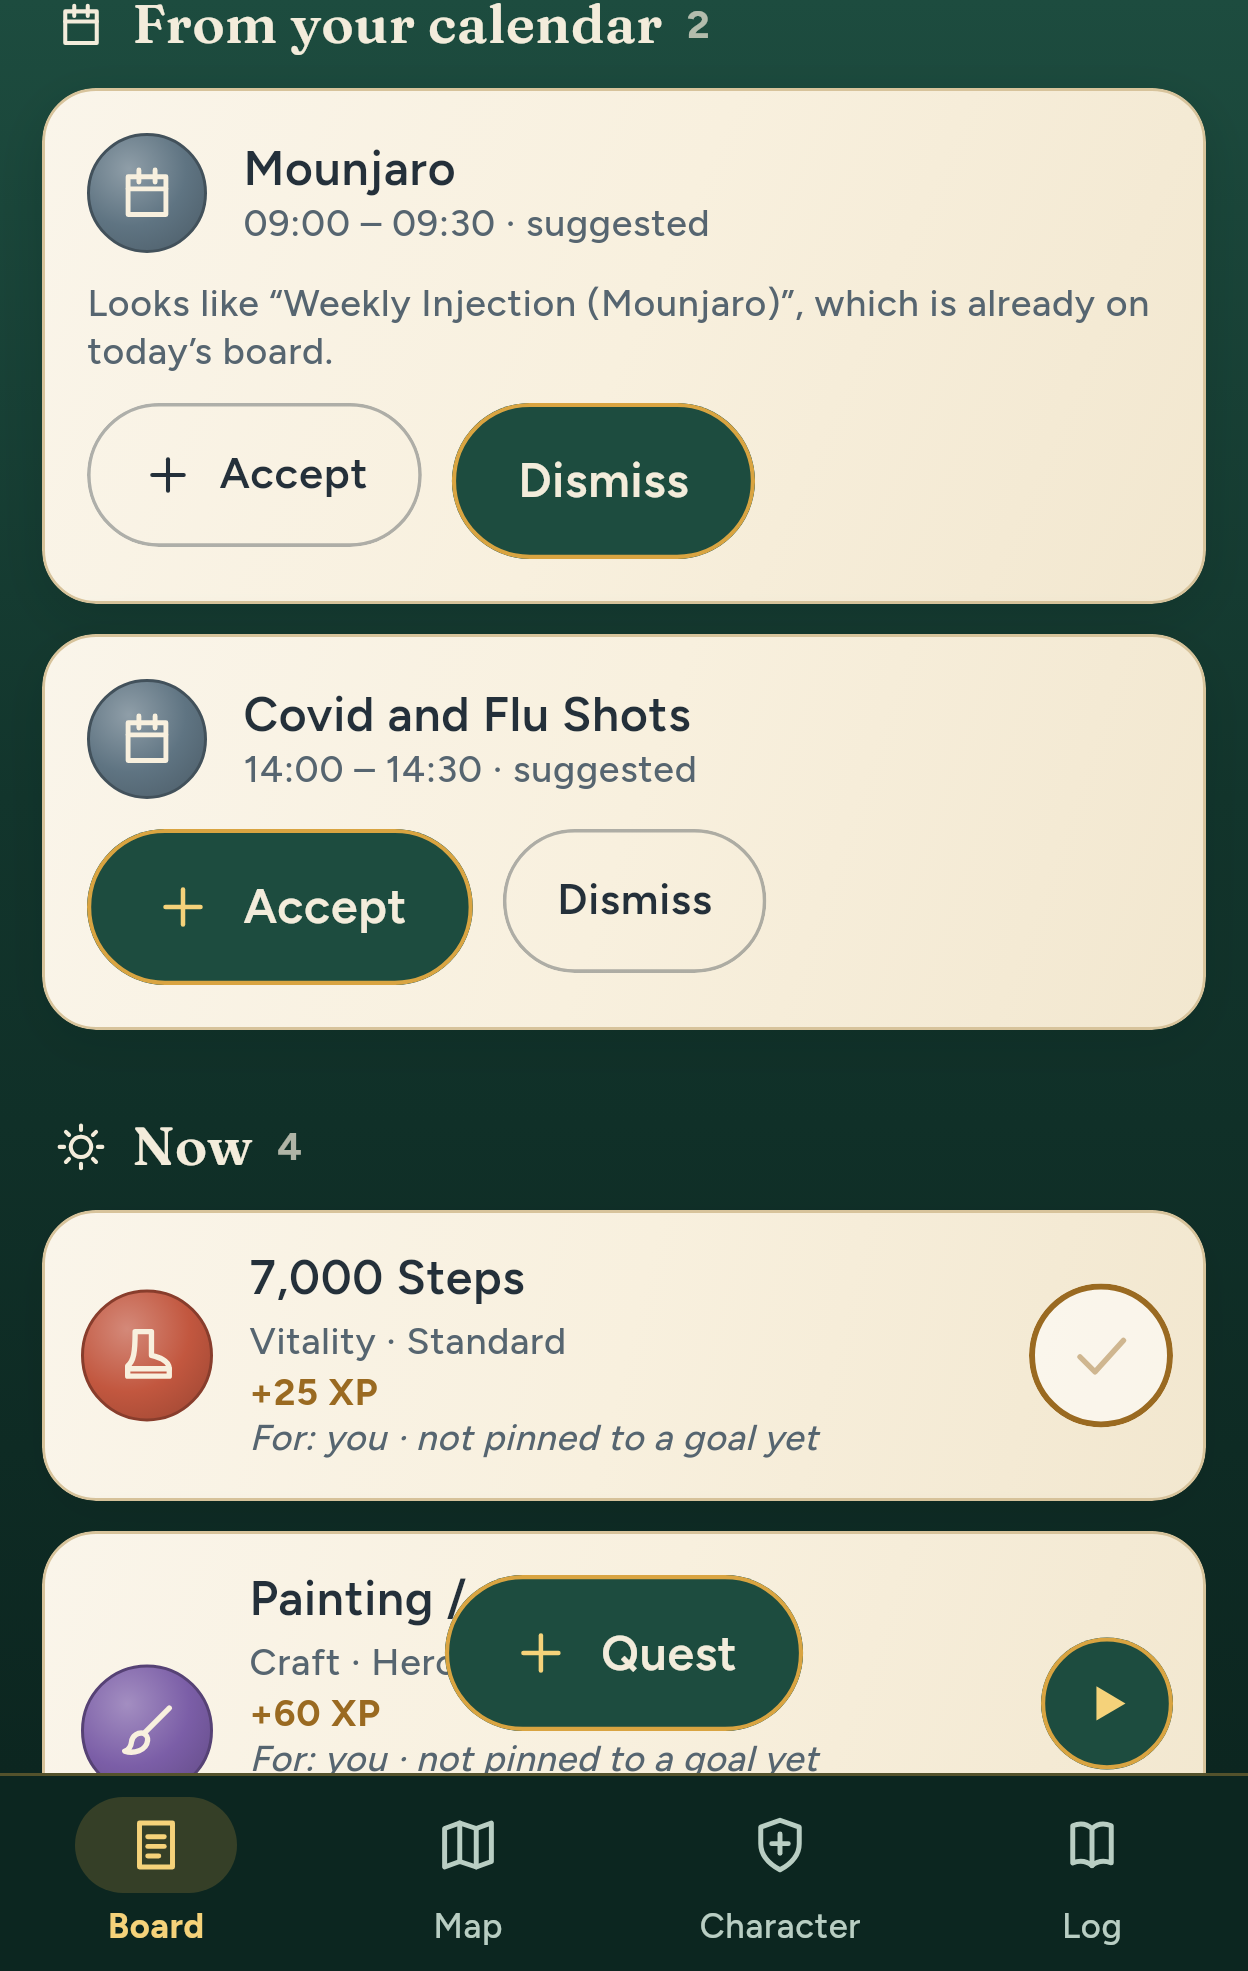 From your calendar 2
Mounjaro
09:00 – 09:30 · suggested
Looks like “Weekly Injection (Mounjaro)”, which is already on
today’s board.
+ Accept
Dismiss
Covid and Flu Shots
14:00 – 14:30 · suggested
+ Accept
Dismiss
Now 4
7,000 Steps
Vitality · Standard
+25 XP
For: you · not pinned to a goal yet
Painting /
+ Quest
Craft ·
+60 XP
For: you · not pinned to a goal yet
Board
Map
Character
Log